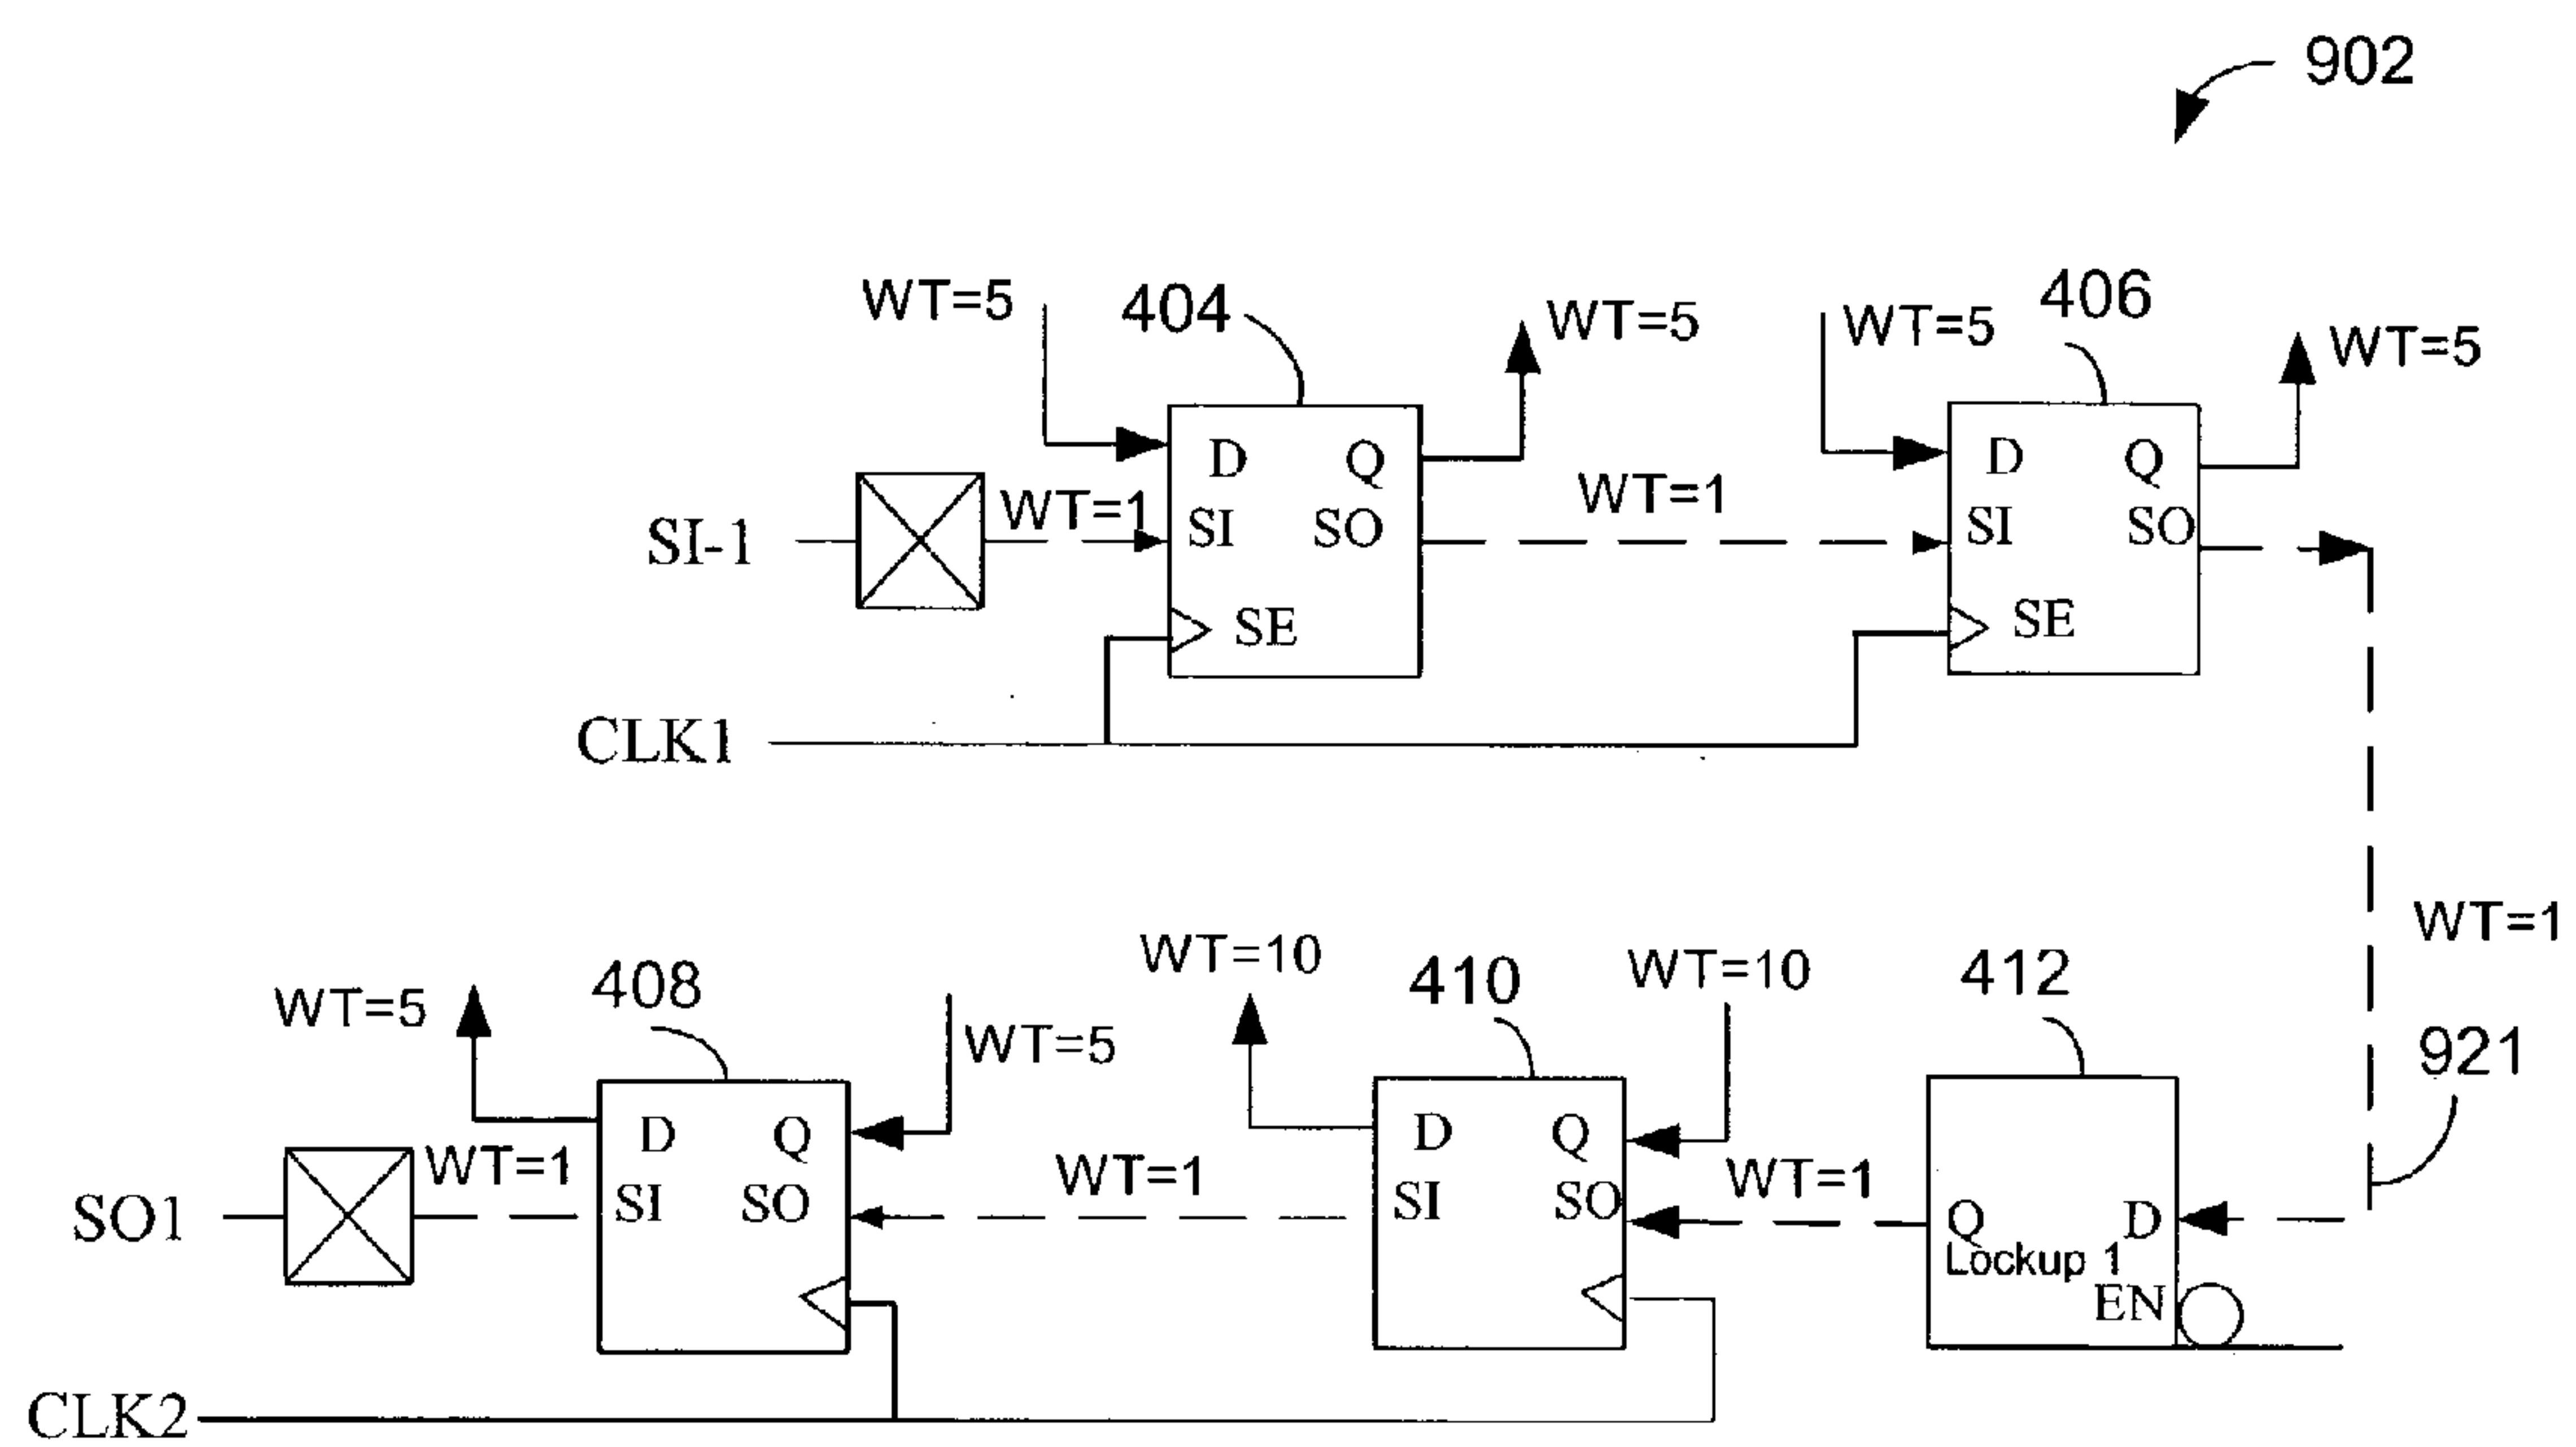 902
WT=5
404
WT=5
WT=5
406
WT=5
D Q
SI SO
SE
D Q
SI SO
SE
SI-1
WT=1
WT=1
CLK1
WT=1
921
WT=5
408
WT=5
WT=10
410
WT=10
412
SO1
WT=1
D Q
SI SO
WT=1
D Q
SI SO
WT=1
Q D
Lockup 1
EN
CLK2